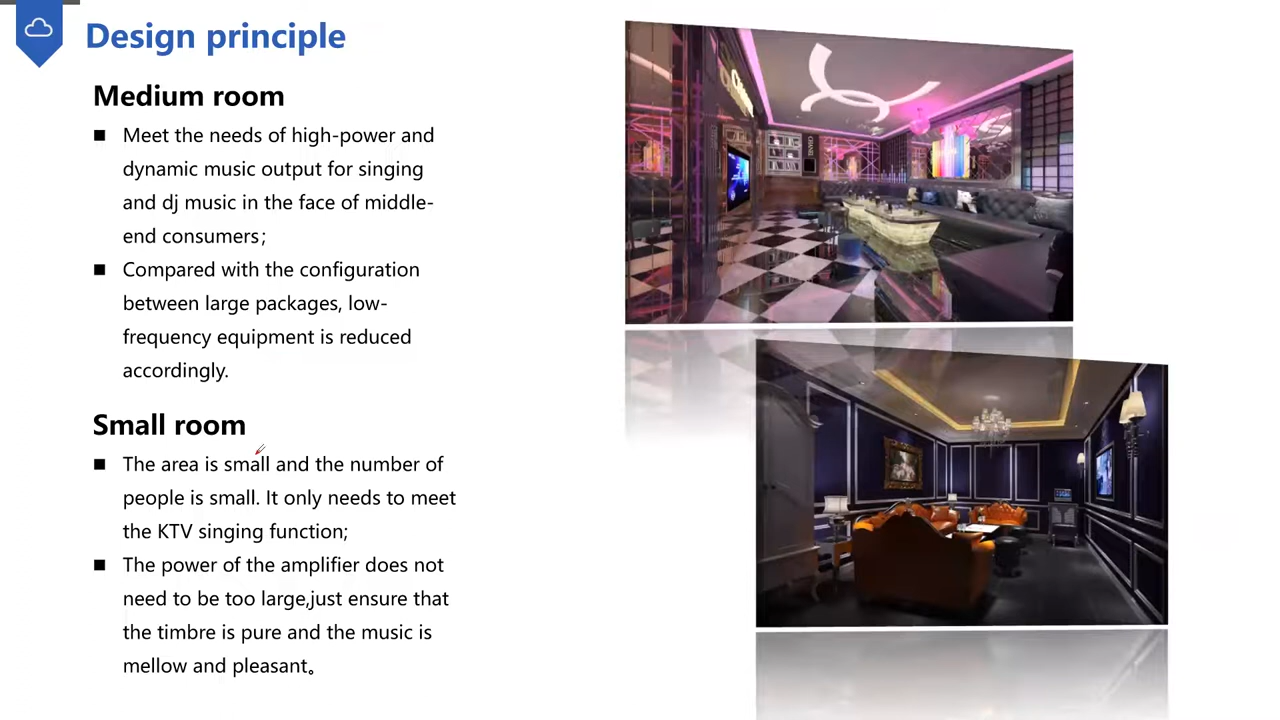 Design principle
Medium room
Meet the needs of high-power and
dynamic music output for singing
and dj music in the face of middle-
end consumers;
Compared with the configuration
between large packages, low-
frequency equipment is reduced
accordingly.
Small room
The area is small and the number of
people is small. It only needs to meet
the KTV singing function;
The power of the amplifier does not
need to be too large,just ensure that
the timbre is pure and the music is
mellow and pleasant。